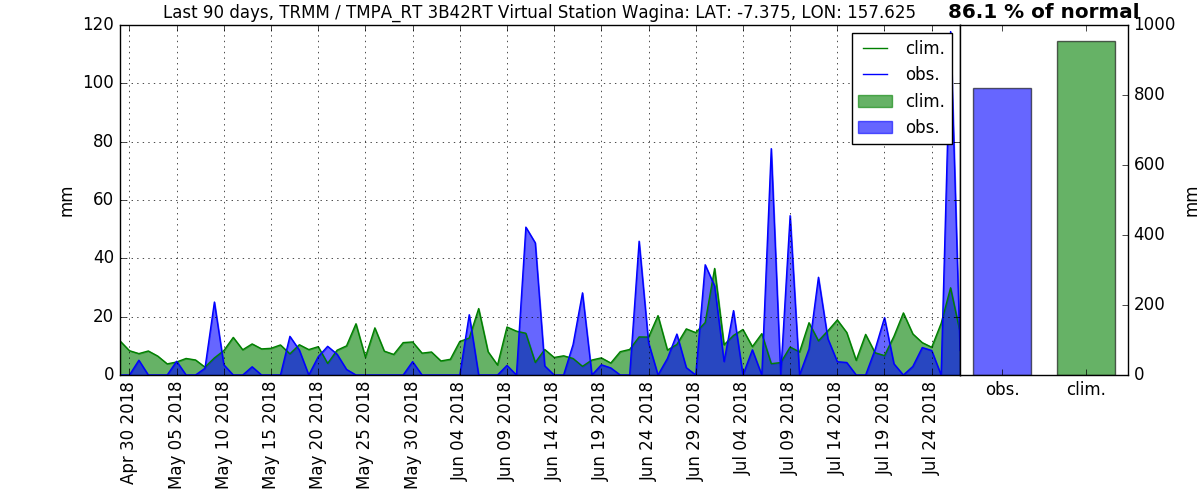 Last 90 days, TRMM / TMPA_RT 3B42RT Virtual Station Wagina: LAT: -7.375, LON: 157.625
86.1 % of normal
120
100
80
60
40
20
0
mm
clim.
obs.
clim.
obs.
1000
800
600
400
200
0
mm
Apr 30 2018
May 05 2018
May 10 2018
May 15 2018
May 20 2018
May 25 2018
May 30 2018
Jun 04 2018
Jun 09 2018
Jun 14 2018
Jun 19 2018
Jun 24 2018
Jun 29 2018
Jul 04 2018
Jul 09 2018
Jul 14 2018
Jul 19 2018
Jul 24 2018
obs.
clim.